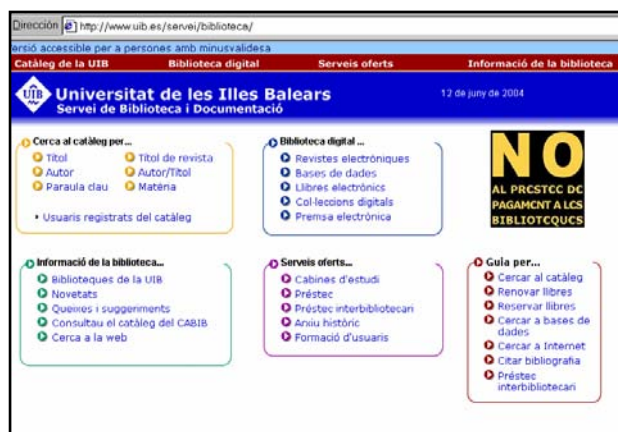 Dirección http://www.uib.es/servei/biblioteca/
ersió accessible per a persones amb minusvalidesa
Catàleg de la UIB Biblioteca digital Serveis oferts Informació de la biblioteca
UIB
Universitat de les Illes Balears
Servei de Biblioteca i Documentació
12 de juny de 2004
Cerca al catàleg per...
Títol
Autor
Paraula clau
Títol de revista
Autor/Títol
Matèria
Usuaris registrats del catàleg
Biblioteca digital ...
Revistes electròniques
Bases de dades
Llibres electrònics
Col·leccions digitals
Premsa electrònica
NO
AL PRESTEC DE
PAGAMENT A LES
BIBLIOTEQUES
Informació de la biblioteca...
Biblioteques de la UIB
Novetats
Queixes i suggeriments
Consultau el catàleg del CABIB
Cerca a la web
Serveis oferts...
Cabines d'estudi
Préstec
Préstec interbibliotecari
Arxiu històric
Formació d'usuaris
Guia per...
Cercar al catàleg
Renovar llibres
Reservar llibres
Cercar a bases de
dades
Cercar a Internet
Citar bibliografia
Préstec
interbibliotecari